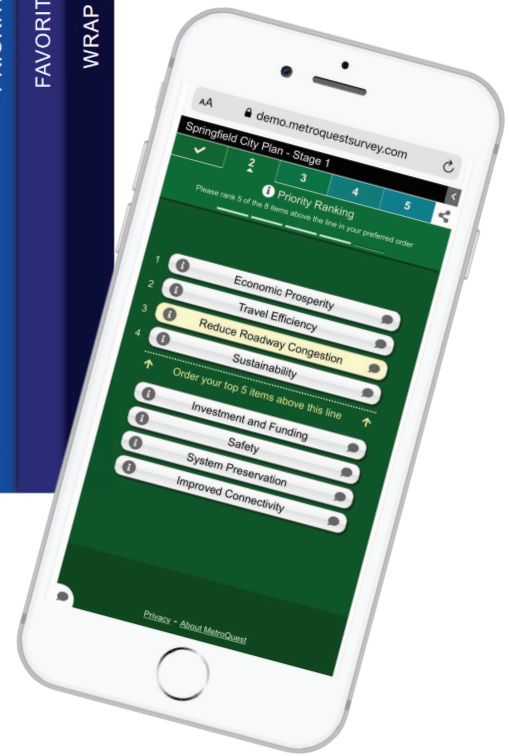 FAVORIT
WRAP
AA demo.metroquestsurvey.com
Springfield City Plan - Stage 1
2 3 4 5
Priority Ranking
Please rank 5 of the 8 items above the line in your preferred order
1 Economic Prosperity
2 Travel Efficiency
3 Reduce Roadway Congestion
4 Sustainability
Order your top 5 items above this line
Investment and Funding
Safety
System Preservation
Improved Connectivity
Privacy - About MetroQuest